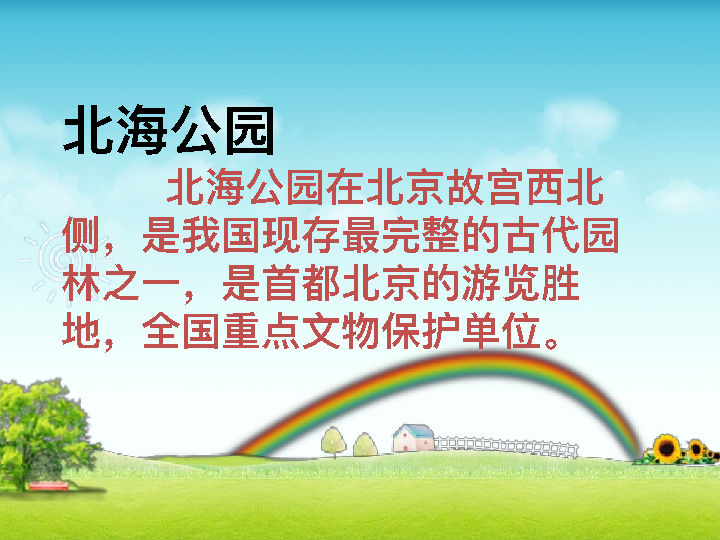 北海公园
北海公园在北京故宫西北
侧，是我国现存最完整的古代园
林之一，是首都北京的游览胜
地，全国重点文物保护单位。